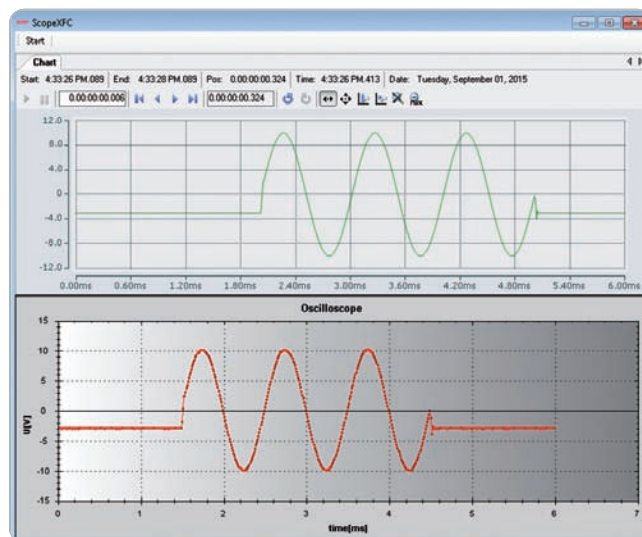 ScopeXFC
Start
Chart
Start: 4:33:26 PM.089 End: 4:33:28 PM.089 Pos: 0.00:00:00.324 Time: 4:33:26 PM.413 Date: Tuesday, September 01, 2015
0.00:00:00.006 0.00:00:00.324
12.0
8.0
4.0
0
-4.0
-8.0
-12.0
0.00ms 0.60ms 1.20ms 1.80ms 2.40ms 3.00ms 3.60ms 4.20ms 4.80ms 5.40ms 6.00ms
Oscilloscope
15
10
5
0
-5
-10
-15
U[V]
0 1 2 3 4 5 6 7
time[ms]